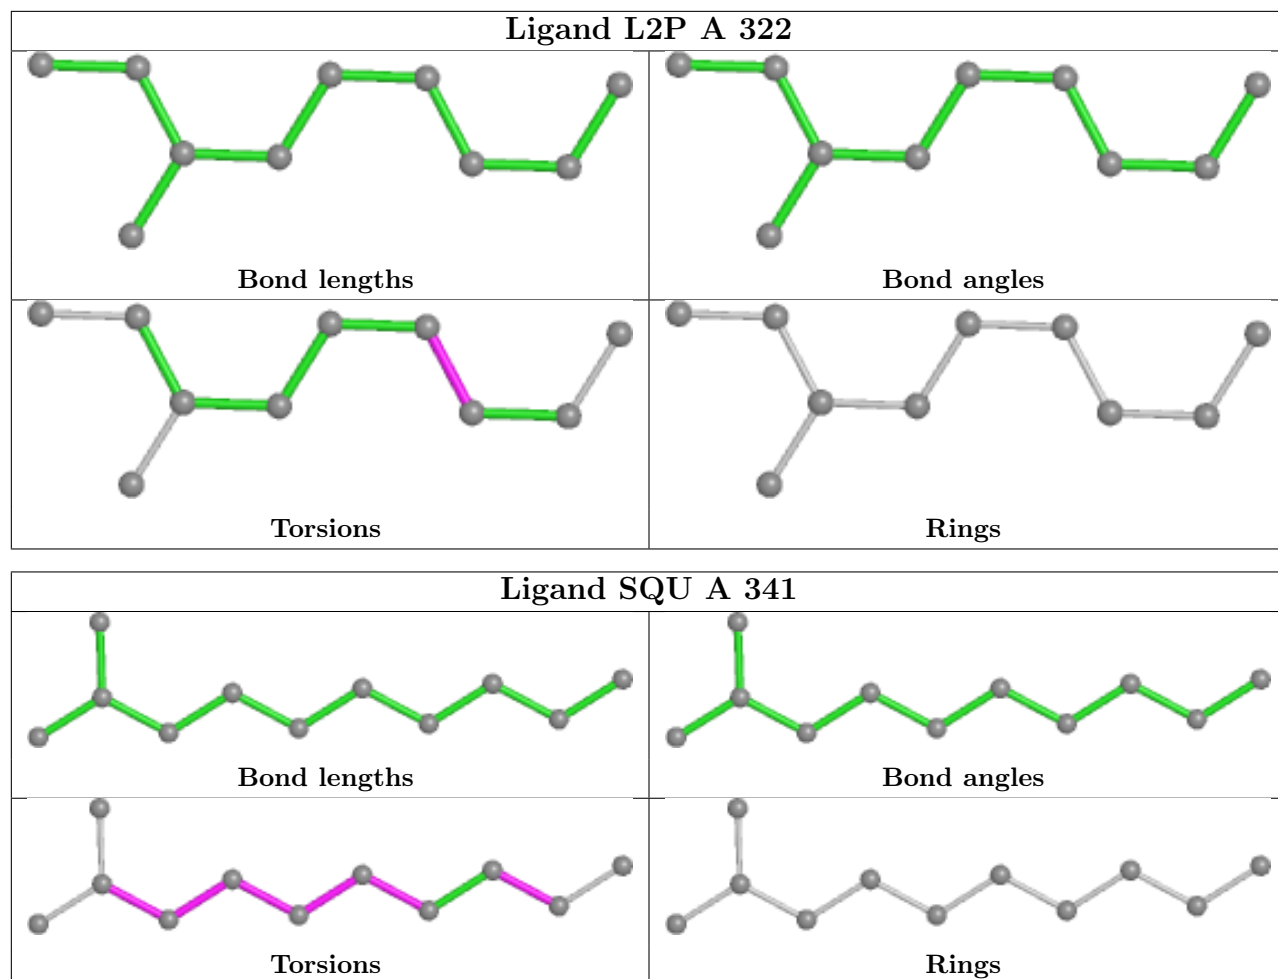 Ligand L2P A 322
Bond lengths
Bond angles
Torsions
Rings
Ligand SQU A 341
Bond lengths
Bond angles
Torsions
Rings